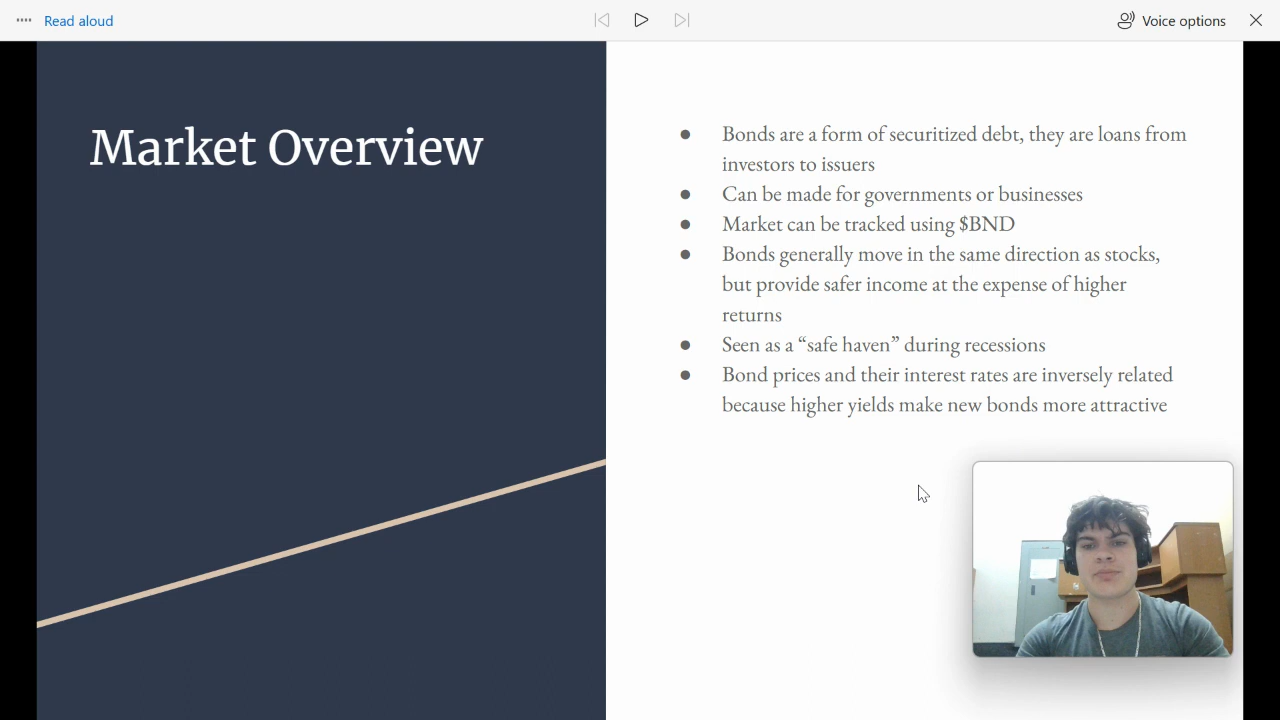 Read aloud
Voice options
Market Overview
● Bonds are a form of securitized debt, they are loans from
investors to issuers
● Can be made for governments or businesses
● Market can be tracked using $BND
● Bonds generally move in the same direction as stocks,
but provide safer income at the expense of higher
returns
● Seen as a “safe haven” during recessions
● Bond prices and their interest rates are inversely related
because higher yields make new bonds more attractive